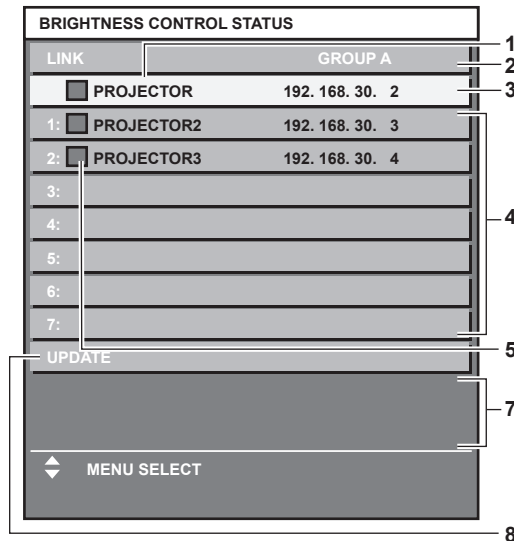 BRIGHTNESS CONTROL STATUS
LINK GROUP A
PROJECTOR 192. 168. 30. 2
1: PROJECTOR2 192. 168. 30. 3
2: PROJECTOR3 192. 168. 30. 4
3:
4:
5:
6:
7:
UPDATE
MENU SELECT
1
2
3
4
5
7
8